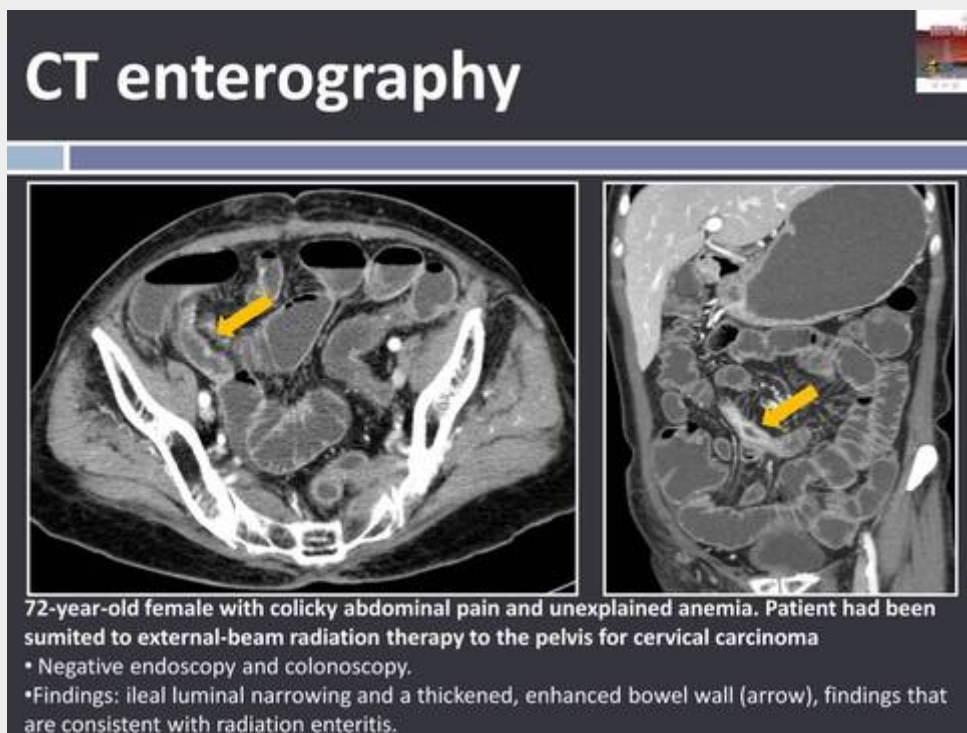 CT enterography
72-year-old female with colicky abdominal pain and unexplained anemia. Patient had been
sumited to external-beam radiation therapy to the pelvis for cervical carcinoma
• Negative endoscopy and colonoscopy.
•Findings: ileal luminal narrowing and a thickened, enhanced bowel wall (arrow), findings that
are consistent with radiation enteritis.